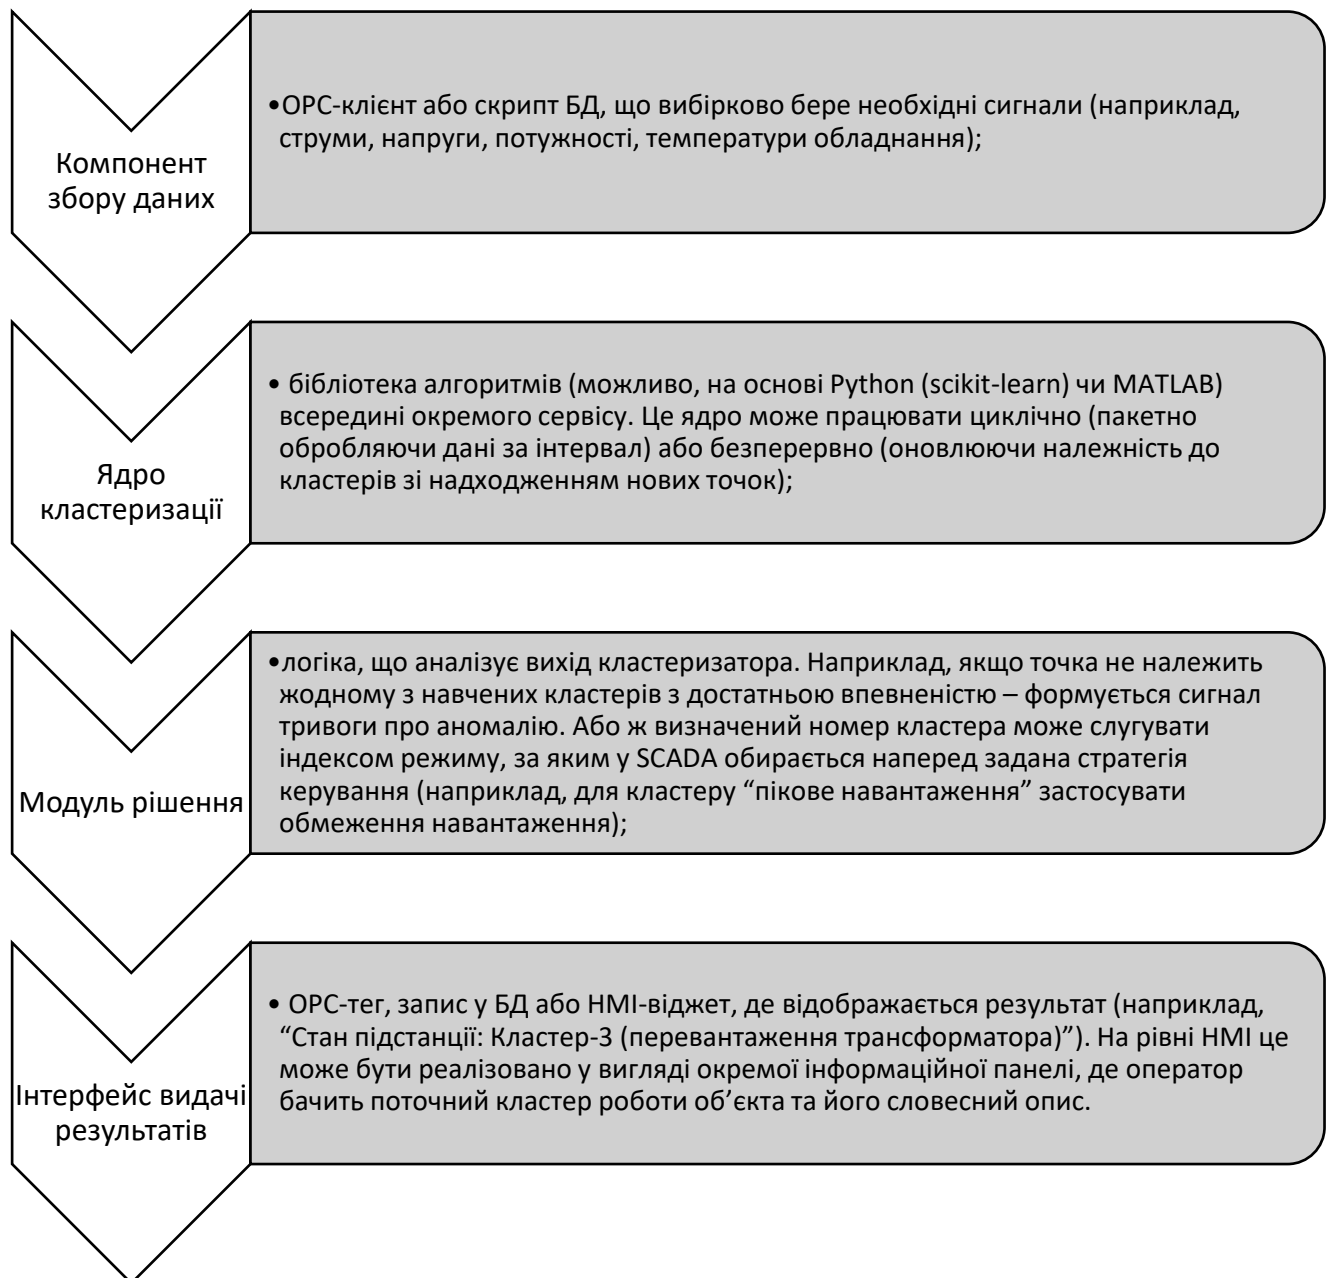 Компонент
збору даних
•OPC-клієнт або скрипт БД, що вибірково бере необхідні сигнали (наприклад,
струми, напруги, потужності, температури обладнання);
Ядро
кластеризації
• бібліотека алгоритмів (можливо, на основі Python (scikit-learn) чи MATLAB)
всередині окремого сервісу. Це ядро може працювати циклічно (пакетно
обробляючи дані за інтервал) або безперервно (оновлюючи належність до
кластерів зі надходженням нових точок);
Модуль рішення
•логіка, що аналізує вихід кластеризатора. Наприклад, якщо точка не належить
жодному з навчених кластерів з достатньою впевненістю – формується сигнал
тривоги про аномалію. Або ж визначений номер кластера може слугувати
індексом режиму, за яким у SCADA обирається наперед задана стратегія
керування (наприклад, для кластеру “пікове навантаження” застосувати
обмеження навантаження);
Інтерфейс видачі
результатів
• OPC-тег, запис у БД або HMI-віджет, де відображається результат (наприклад,
“Стан підстанції: Кластер-3 (перевантаження трансформатора)”). На рівні HMI це
може бути реалізовано у вигляді окремої інформаційної панелі, де оператор
бачить поточний кластер роботи об’єкта та його словесний опис.